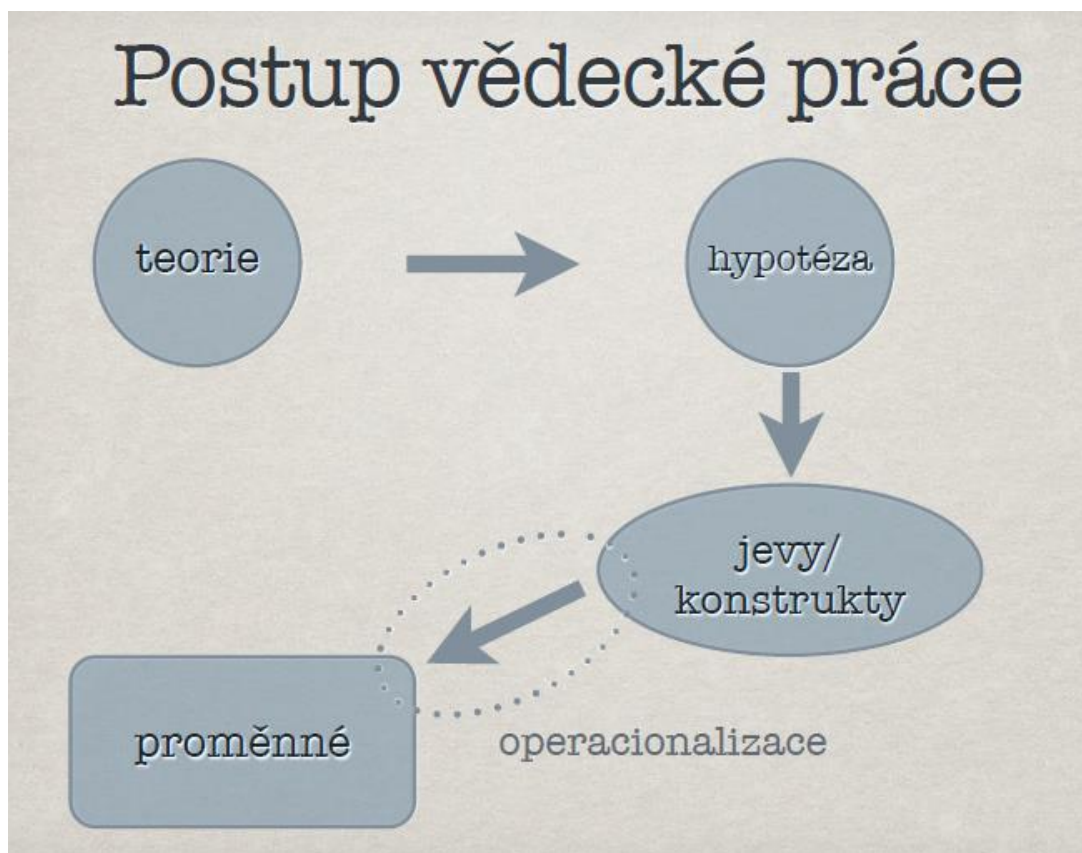 Postup vědecké práce
teorie
hypotéza
jevy/
konstrukty
proměnné
operacionalizace